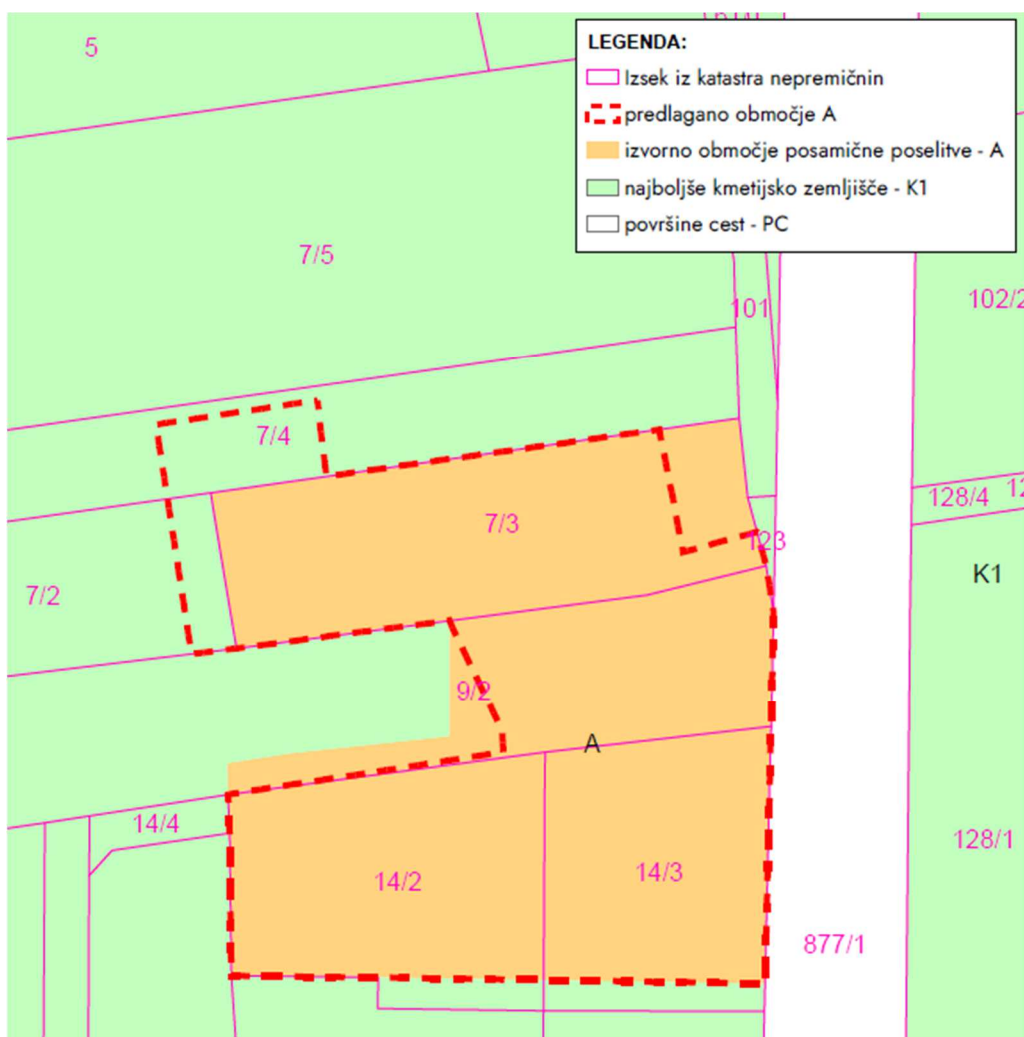 5
LEGENDA:
Izsek iz katastra nepremičnin
predlagano območje A
izvorno območje posamične poselitve - A
najboljše kmetijsko zemljišče - K1
površine cest - PC
7/5
101
102/2
7/4
128/4
7/3
123
K1
7/2
9/2
A
14/4
128/1
14/2
14/3
877/1